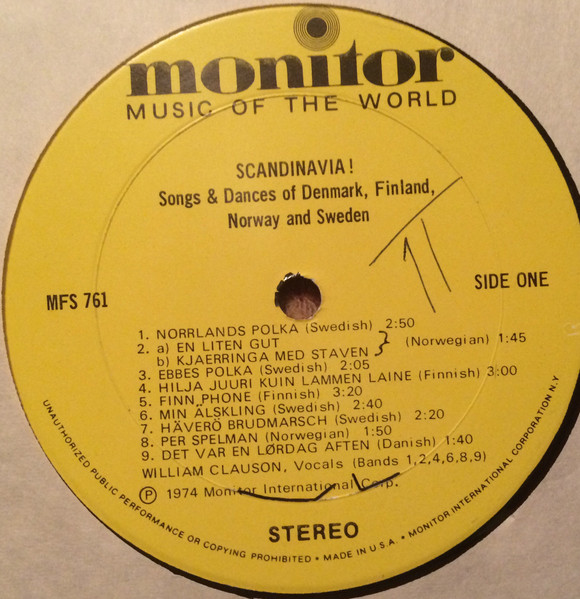 monitor
MUSIC OF THE WORLD
SCANDINAVIA!
Songs & Dances of Denmark, Finland,
Norway and Sweden
MFS 761
SIDE ONE
1. NORRLANDS POLKA (Swedish) 2:50
2. a) EN LITEN GUT
b) KJAERRINGA MED STAVEN } (Norwegian) 1:45
3. EBBES POLKA (Swedish) 2:05
4. HILJA JUURI KUIN LAMMEN LAINE (Finnish) 3:00
5. FINN PHONE (Finnish) 3:20
6. MIN ÄLSKLING (Swedish) 2:40
7. HÄVERÖ BRUDMARSCH (Swedish) 2:20
8. PER SPELMAN (Norwegian) 1:50
9. DET VAR EN LØRDAG AFTEN (Danish) 1:40
WILLIAM CLAUSON, Vocals (Bands 1,2,4,6,8,9)
Ⓟ 1974 Monitor International Corp.
STEREO
UNAUTHORIZED PUBLIC PERFORMANCE OR COPYING PROHIBITED • MADE IN U.S.A. • MONITOR INTERNATIONAL CORPORATION N.Y.